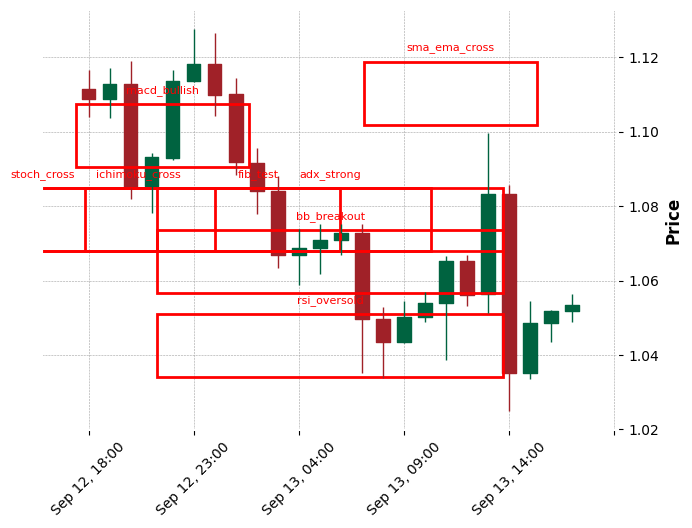 sma_ema_cross
1.12
macd_bullish
1.10
stoch_cross
ichimoku_cross
fib_test
adx_strong
1.08
bb_breakout
Price
1.06
rsi_oversold
1.04
1.02
Sep 12, 18:00
Sep 12, 23:00
Sep 13, 04:00
Sep 13, 09:00
Sep 13, 14:00